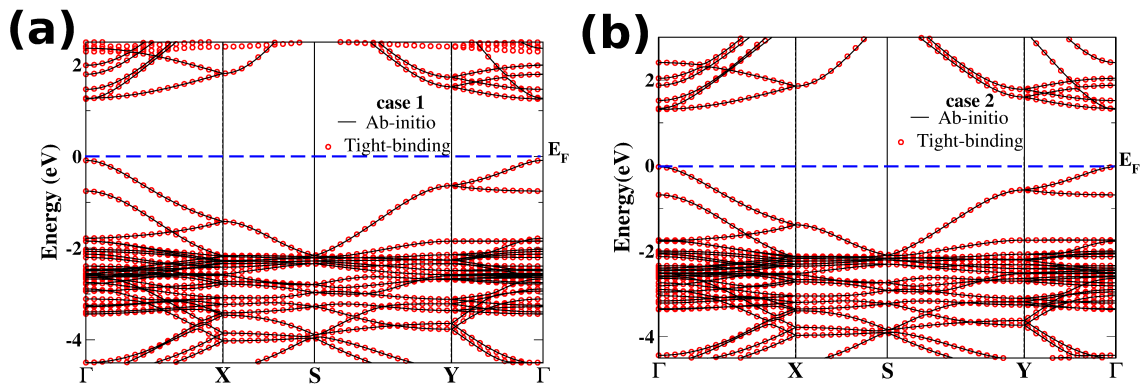 (a)
2
0
-2
-4
Energy (eV)
case 1
Ab-initio
Tight-binding
E_F
Γ X S Y Γ
(b)
2
0
-2
-4
Energy(eV)
case 2
Ab-initio
Tight-binding
E_F
Γ X S Y Γ